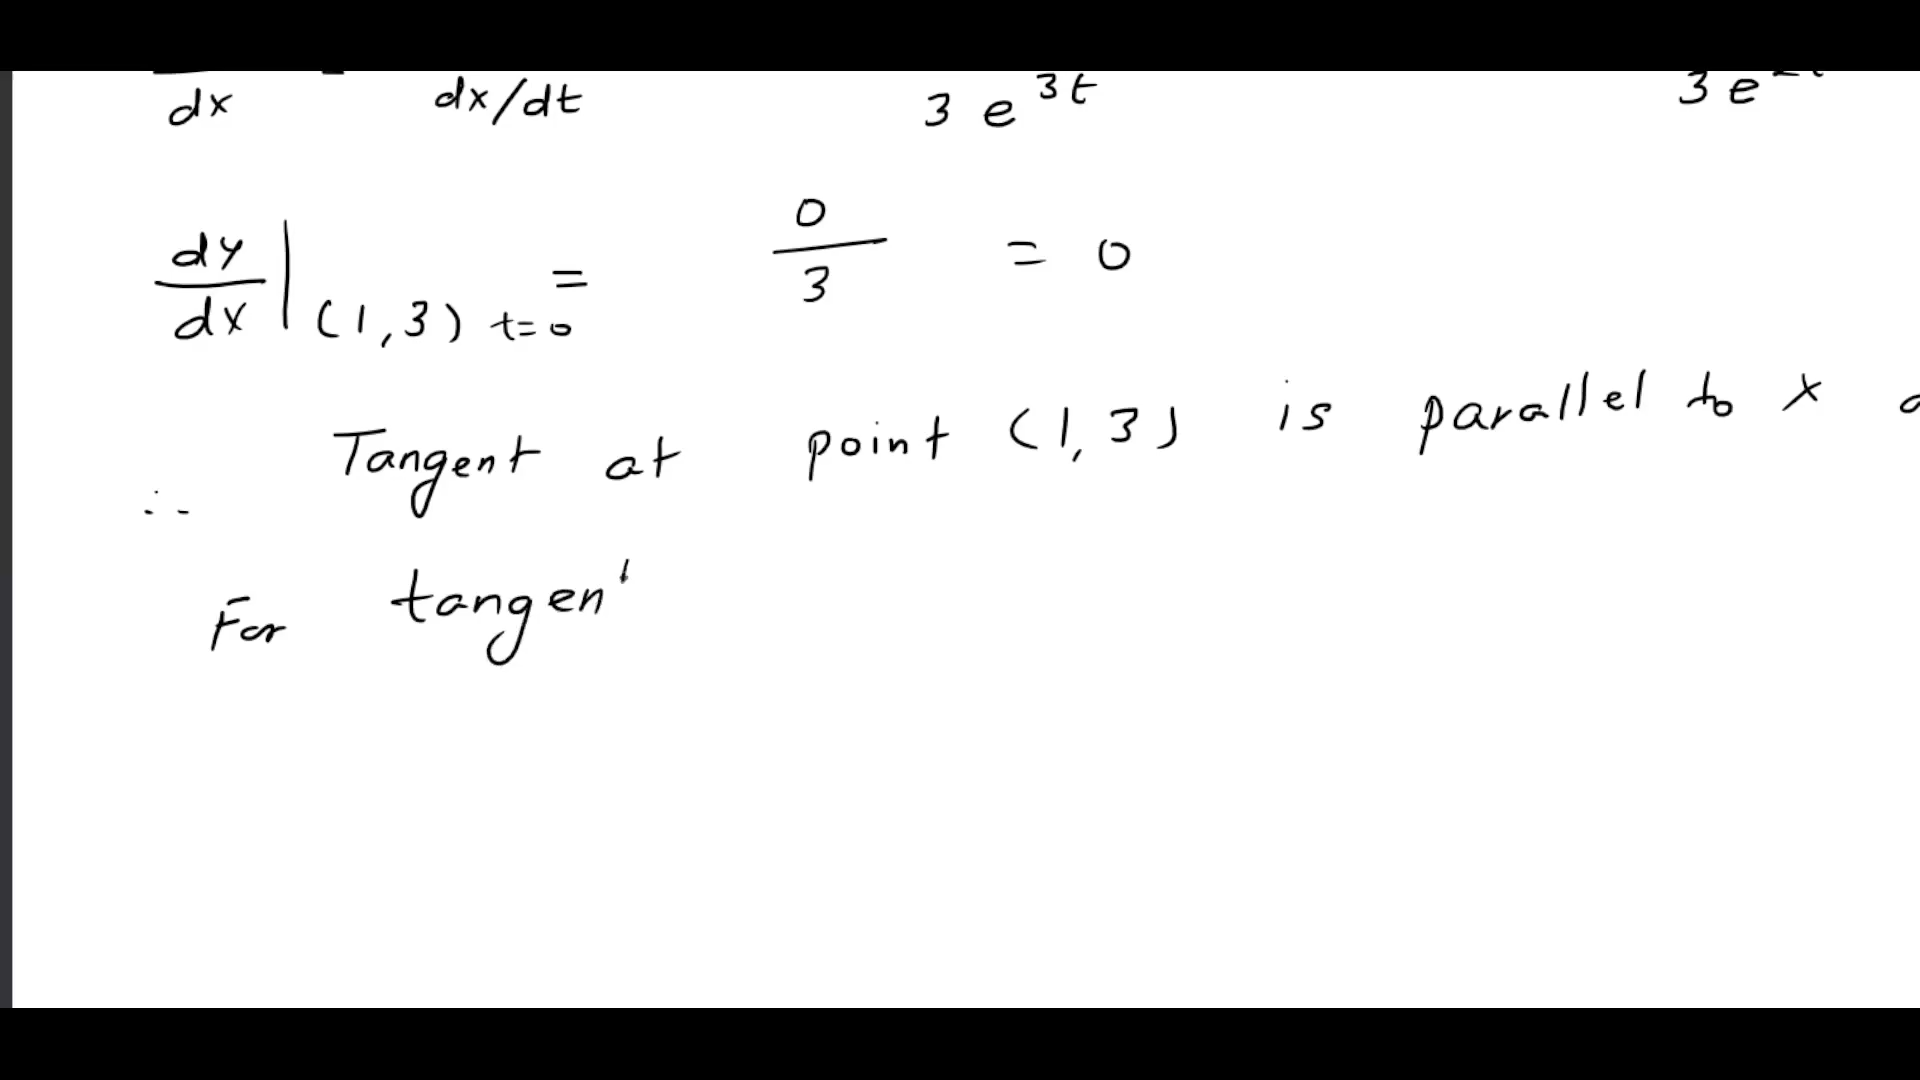 dx dx/dt 3 e^3t 3 e
dy/dx |(1,3) t=0 = 0/3 = 0
∴ Tangent at point (1,3) is parallel to x
For tangen